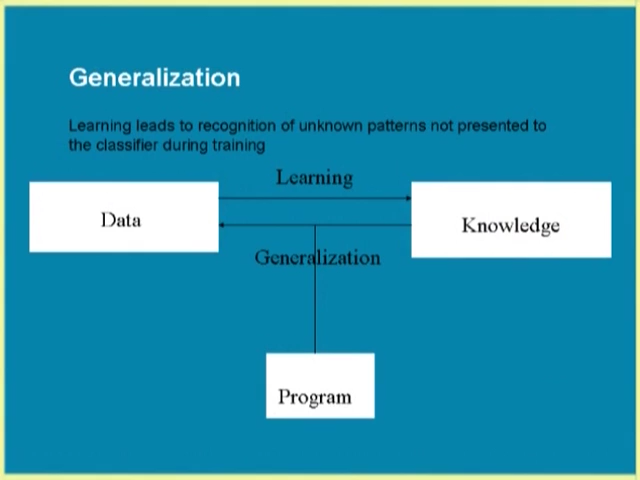 Generalization
Learning leads to recognition of unknown patterns not presented to
the classifier during training
Learning
Data
Knowledge
Generalization
Program